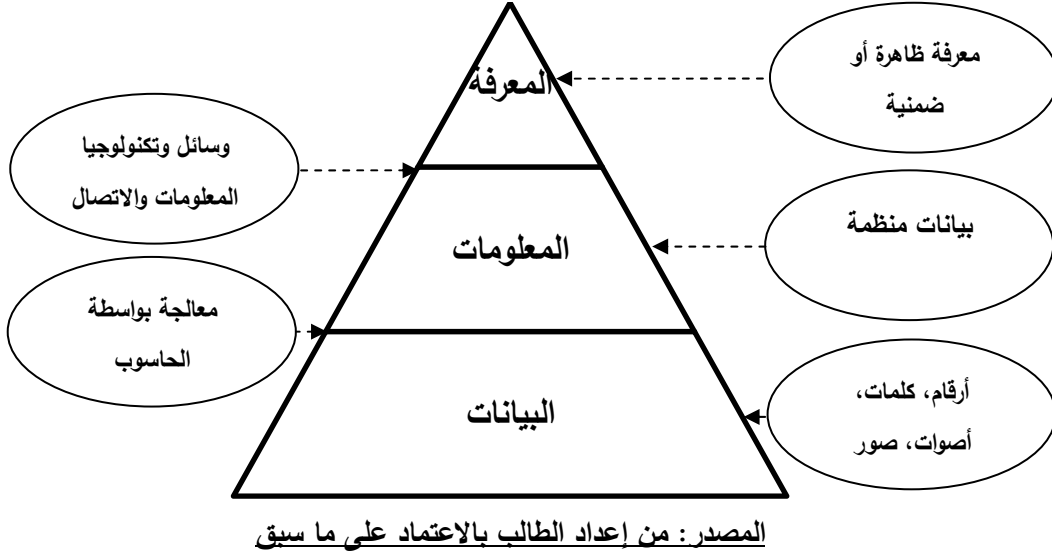 معرفة ظاهرة أو
ضمنية
المعرفة
وسائل وتكنولوجيا
المعلومات والاتصال
بيانات منظمة
المعلومات
معالجة بواسطة
الحاسوب
أرقام، كلمات،
أصوات، صور
البيانات
المصدر: من إعداد الطالب بالاعتماد على ما سبق